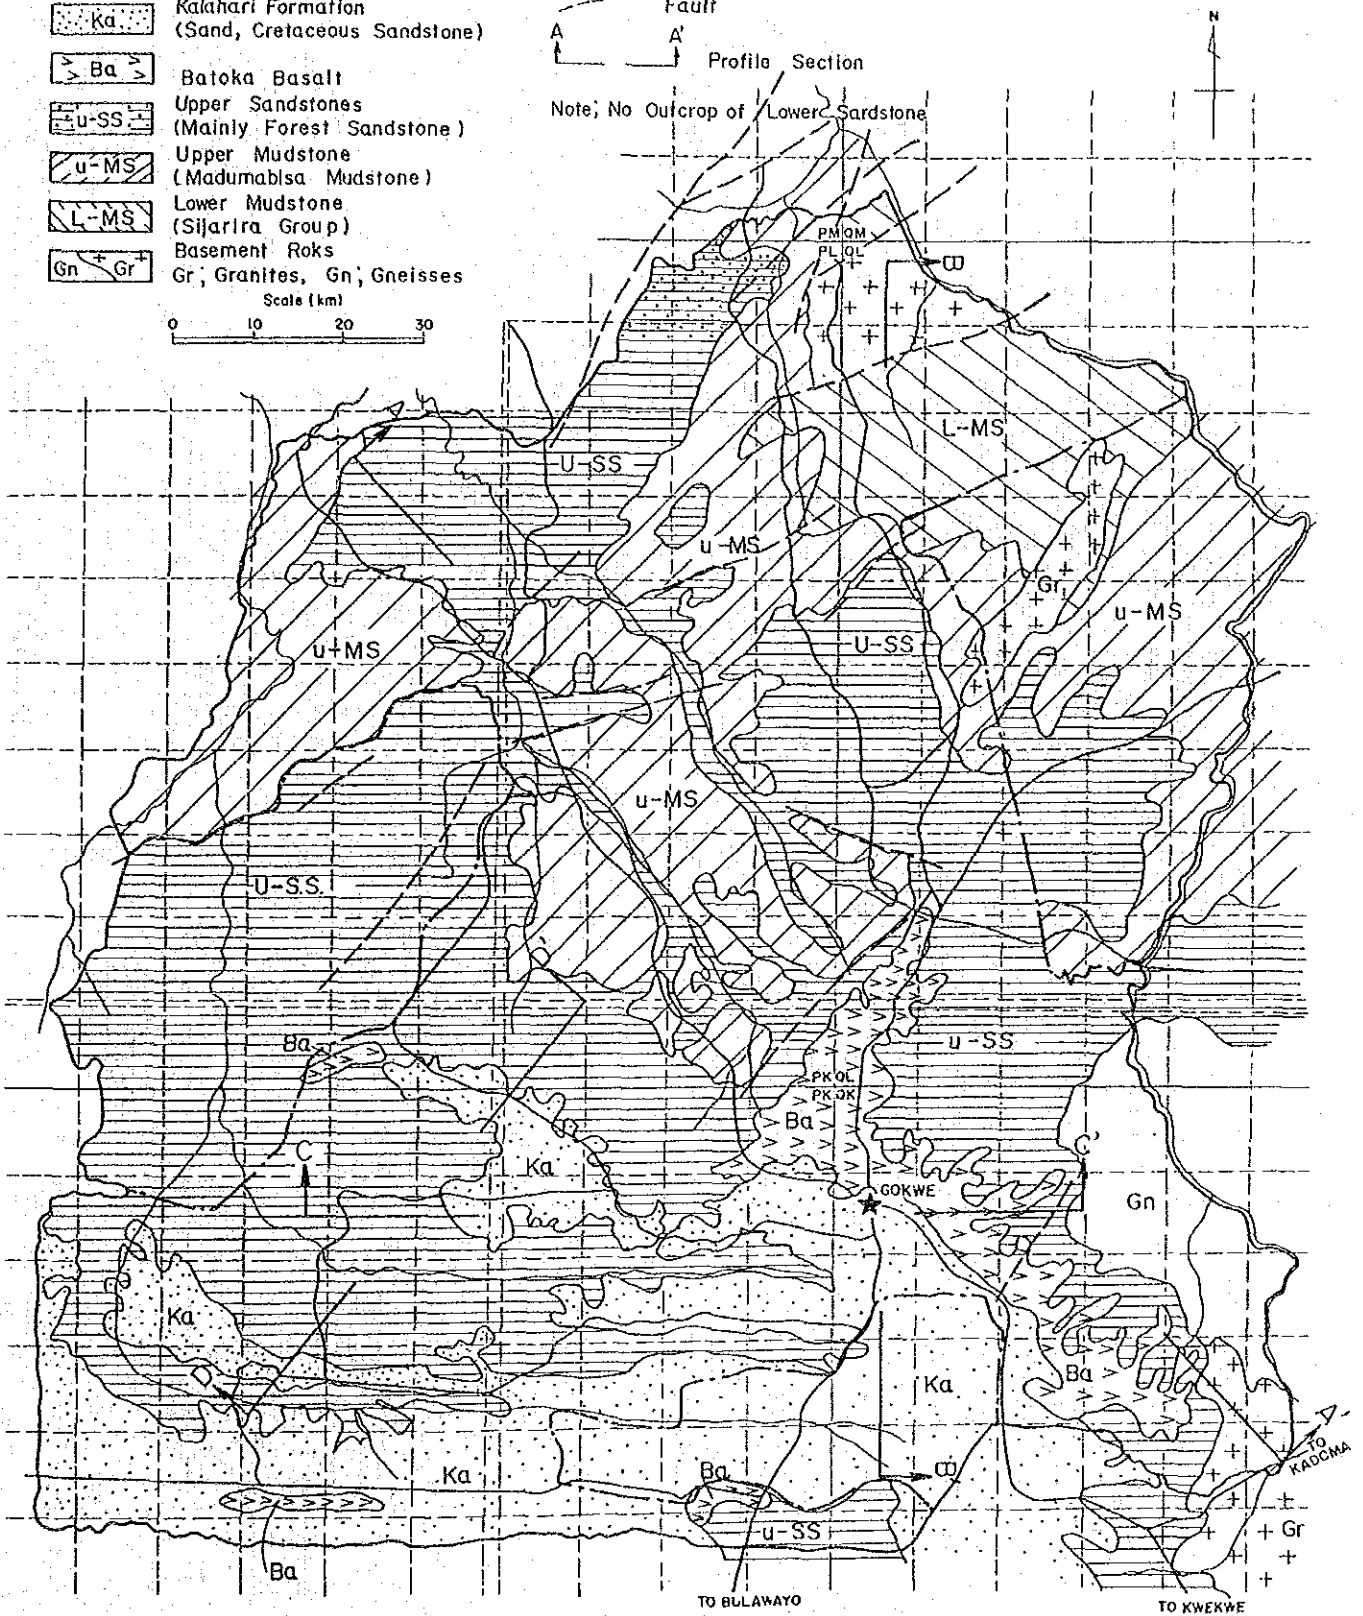 Ka
Kalahari Formation
(Sand, Cretaceous Sandstone)
Ba
Batoka Basalt
u-SS
Upper Sandstones
(Mainly Forest Sandstone)
u-MS
Upper Mudstone
(Madumabisa Mudstone)
L-MS
Lower Mudstone
(Sijarira Group)
Gn Gr
Basement Roks
Gr; Granites, Gn; Gneisses
Scale (km)
0 10 20 30
Fault
A A'
Profile Section
Note; No Outcrop of Lower Sardstone
N
PM QM
PL QL
B
A
L-MS
U-SS
u-MS
Gr
u-MS
U-SS
u-MS
u-MS
U-S.S.
D'
Ba
u-SS
PK QL
PK QK
Ba
C
C'
Ka
GOKWE
Gn
Ka
Ba
Ka
D
A'
TO
KADOMA
Ka
Ba
B'
u-SS
Gr
Ba
TO BULAWAYO
TO KWEKWE